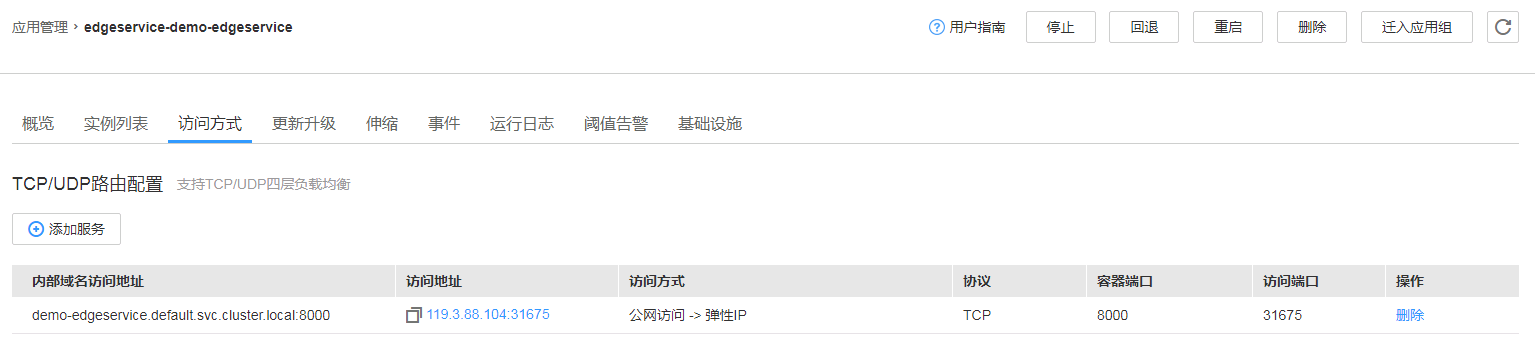 应用管理 › edgeservice-demo-edgeservice ? 用户指南 停止 回退 重启 删除 迁入应用组
概览 实例列表 访问方式 更新升级 伸缩 事件 运行日志 阈值告警 基础设施
TCP/UDP路由配置 支持TCP/UDP四层负载均衡
添加服务
内部域名访问地址 访问地址 访问方式 协议 容器端口 访问端口 操作
demo-edgeservice.default.svc.cluster.local:8000 119.3.88.104:31675 公网访问 -> 弹性IP TCP 8000 31675 删除